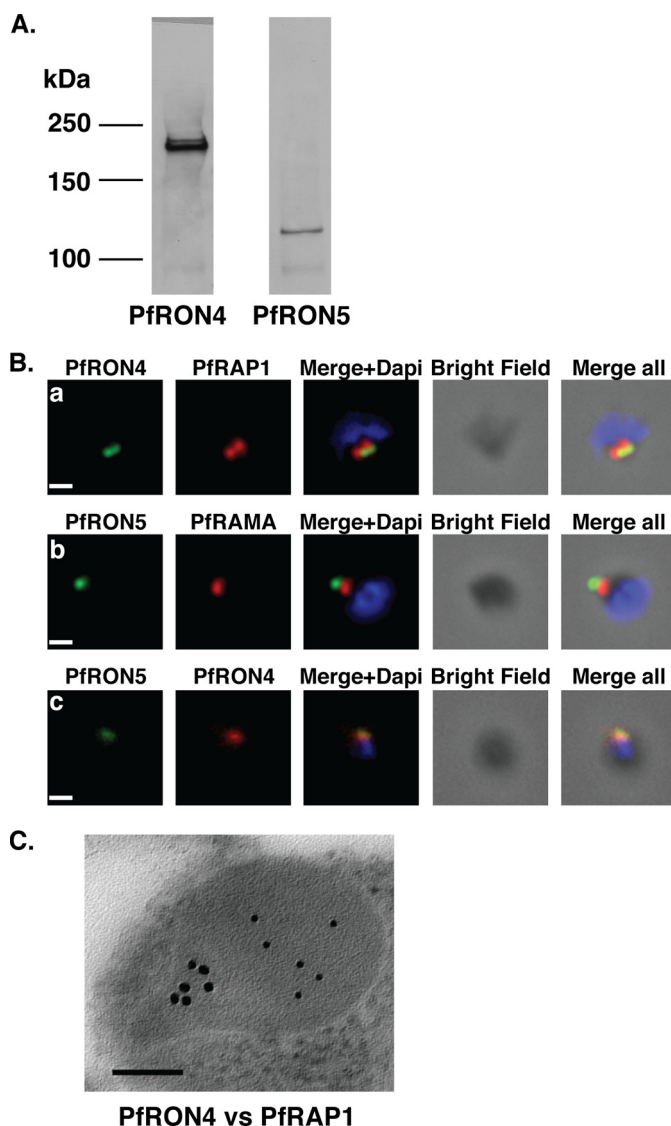 A.
kDa
250
150
100
PfRON4 PfRON5
B. PfRON4 PfRAP1 Merge+Dapi Bright Field Merge all
a
PfRON5 PfRAMA Merge+Dapi Bright Field Merge all
b
PfRON5 PfRON4 Merge+Dapi Bright Field Merge all
c
C.
PfRON4 vs PfRAP1